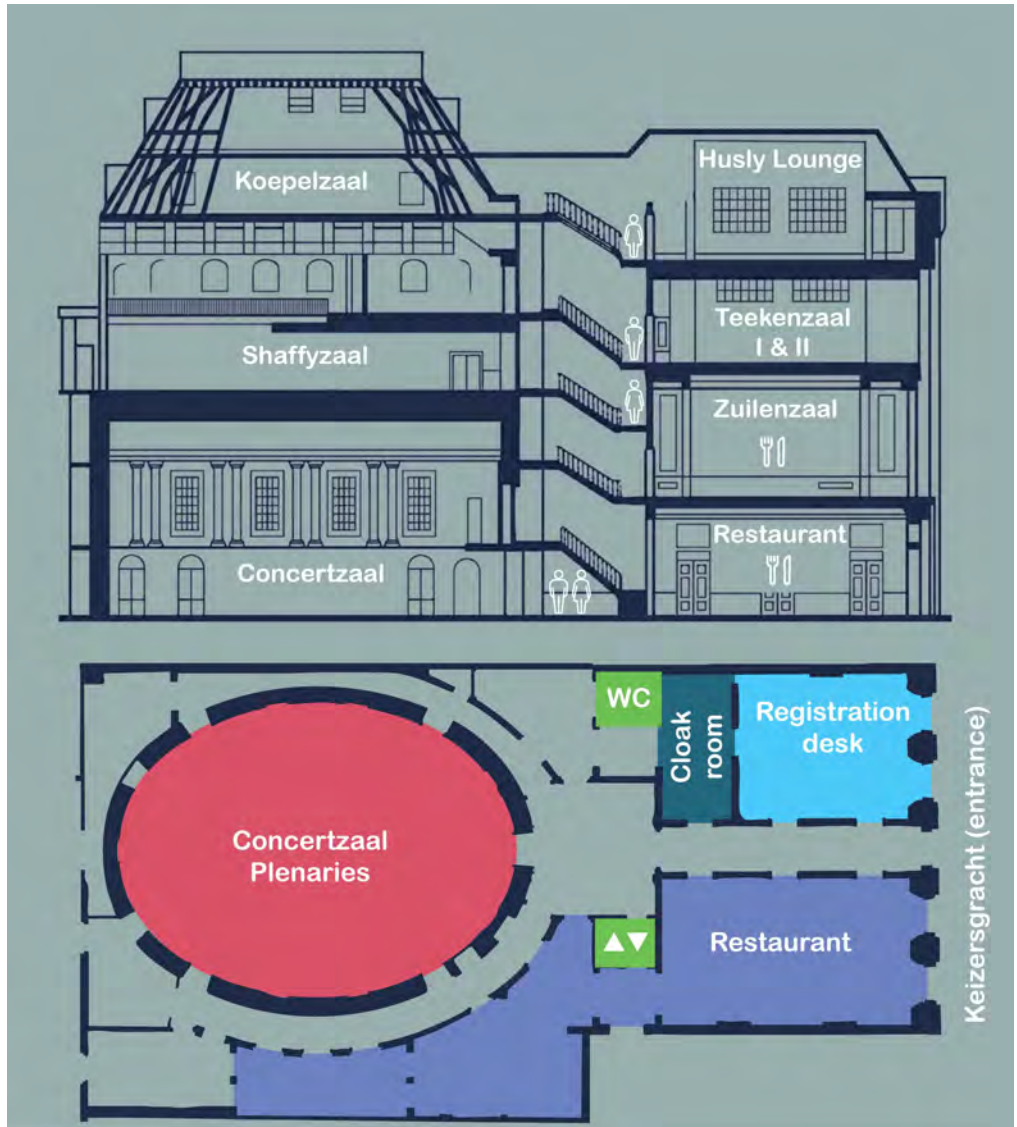 Koepelzaal
Husly Lounge
Teekenzaal
I & II
Shaffyzaal
Zuilenzaal
Restaurant
Concertzaal
WC
Cloak
room
Registration
desk
Concertzaal
Plenaries
Restaurant
Keizersgracht (entrance)